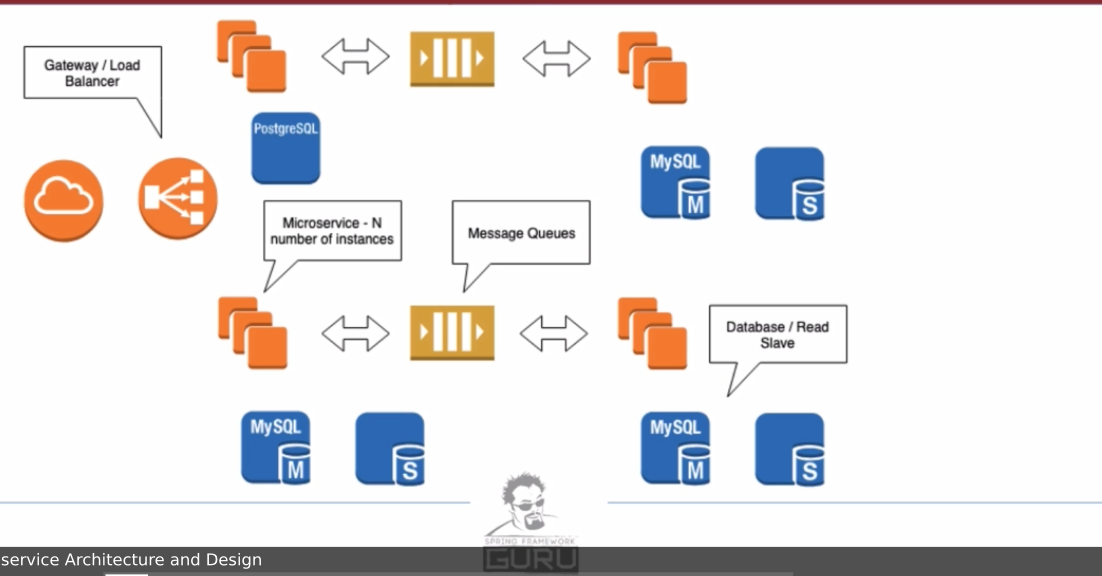 Gateway / Load
Balancer
PostgreSQL
MySQL
M
S
Microservice - N
number of instances
Message Queues
Database / Read
Slave
MySQL
M
S
MySQL
M
S
SPRING FRAMEWORK
GURU
service Architecture and Design